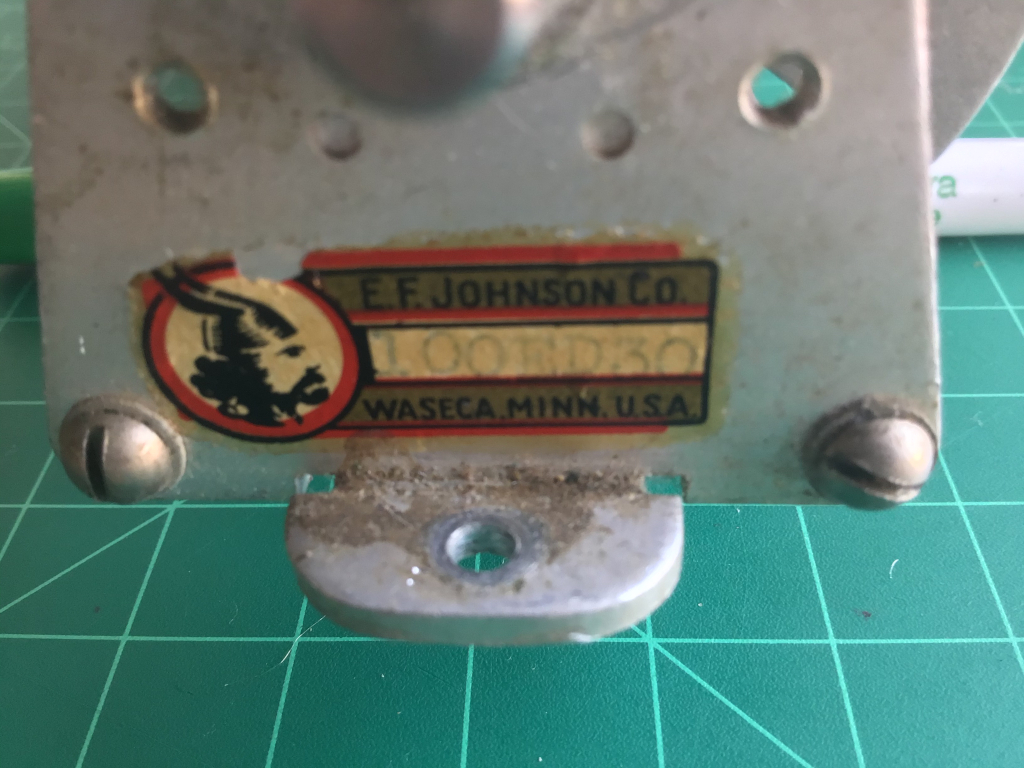 E.F. JOHNSON CO.
100ED30
WASECA, MINN. U.S.A.